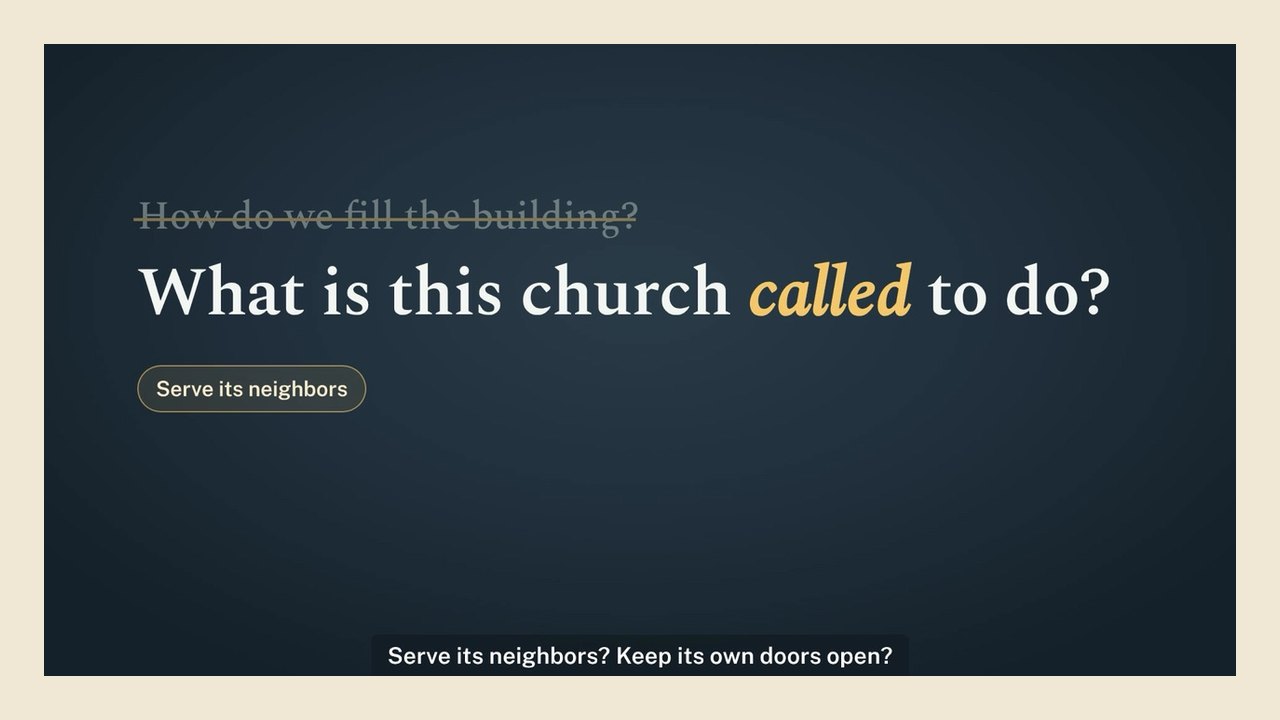 How do we fill the building?
What is this church called to do?
Serve its neighbors
Serve its neighbors? Keep its own doors open?